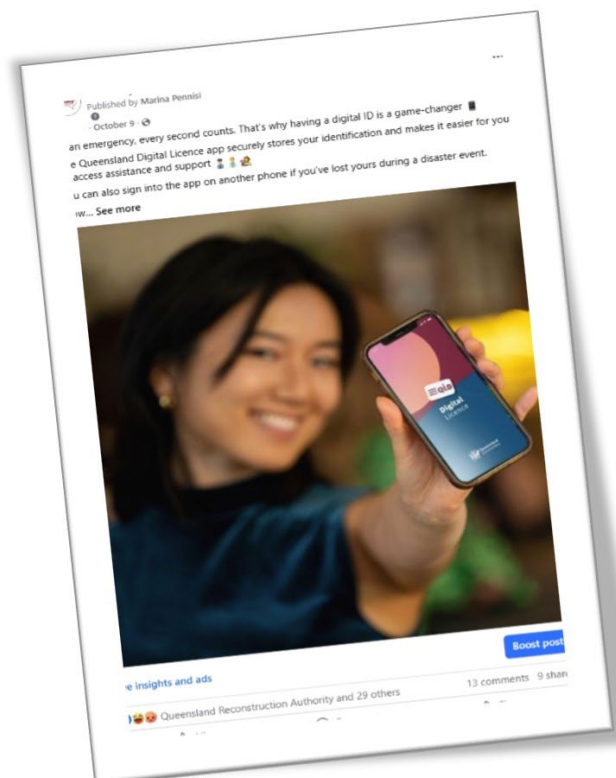 Published by Marina Pennisi
· October 9 ·
an emergency, every second counts. That's why having a digital ID is a game-changer
e Queensland Digital Licence app securely stores your identification and makes it easier for you
access assistance and support
u can also sign into the app on another phone if you've lost yours during a disaster event.
w... See more
Qld
Digital
Licence
Queensland
e insights and ads
Boost post
Queensland Reconstruction Authority and 29 others
13 comments 9 shar